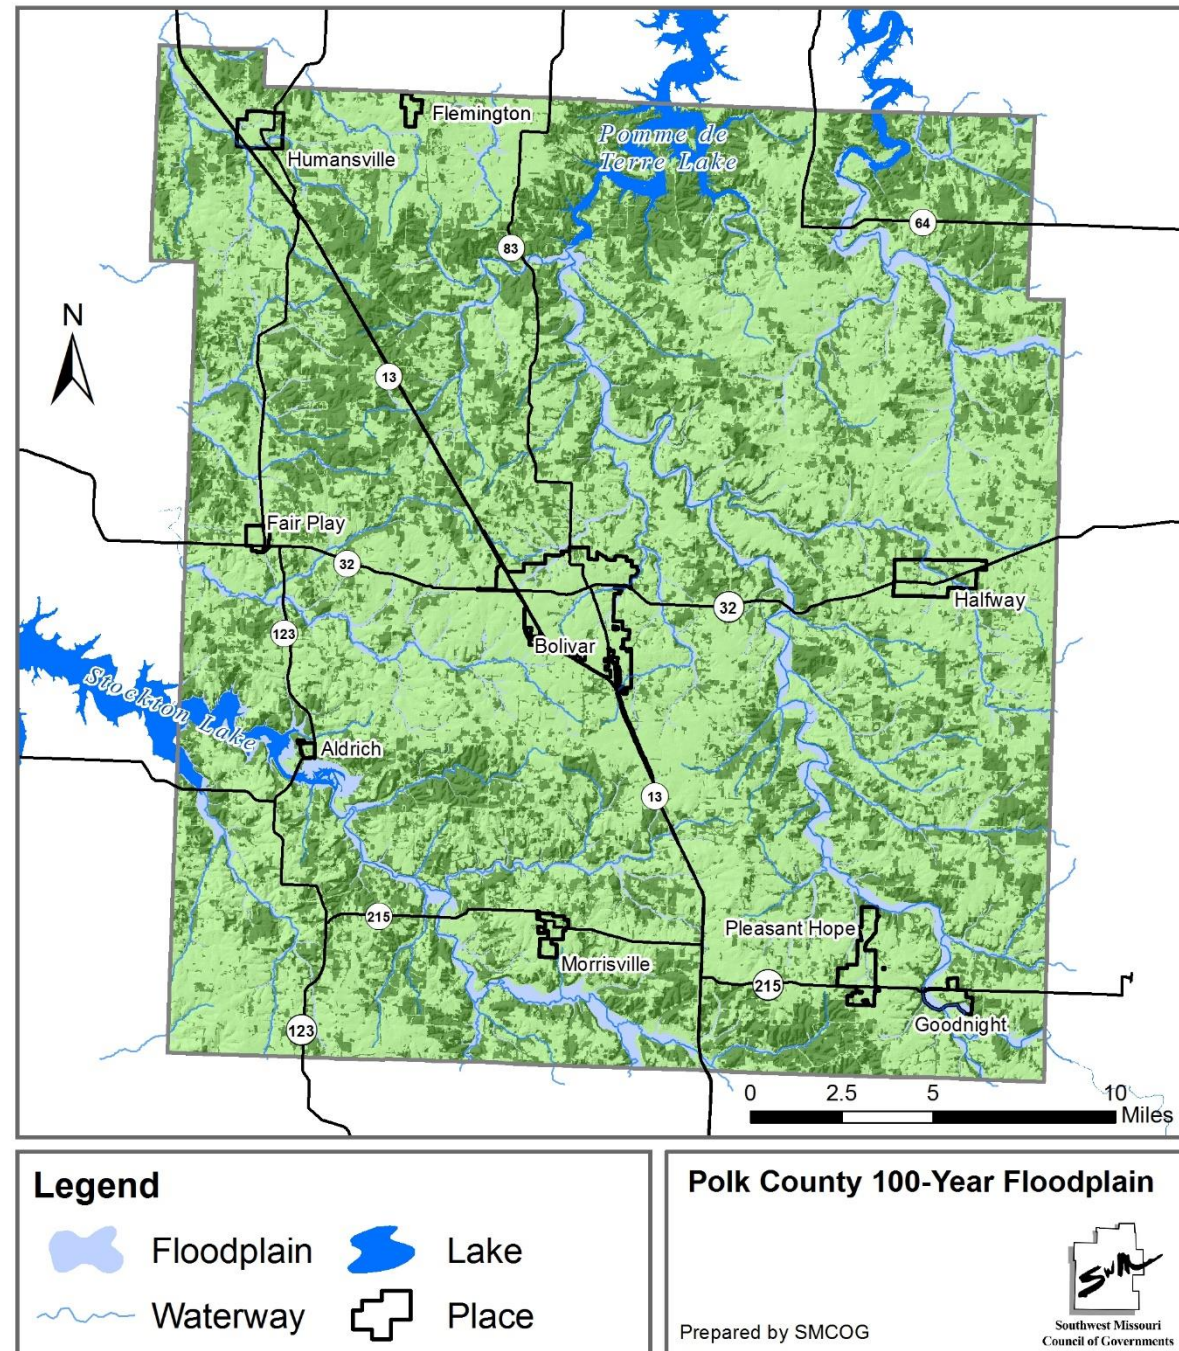 Flemington
Humansville
Pomme de
Terre Lake
64
83
N
13
Fair Play
32
32
Halfway
123
Bolivar
Stockton Lake
Aldrich
13
215
Pleasant Hope
Morrisville
215
Goodnight
123
0 2.5 5 10
Miles
Legend
Floodplain
Lake
Waterway
Place
Polk County 100-Year Floodplain
SWM
Prepared by SMCOG
Southwest Missouri
Council of Governments